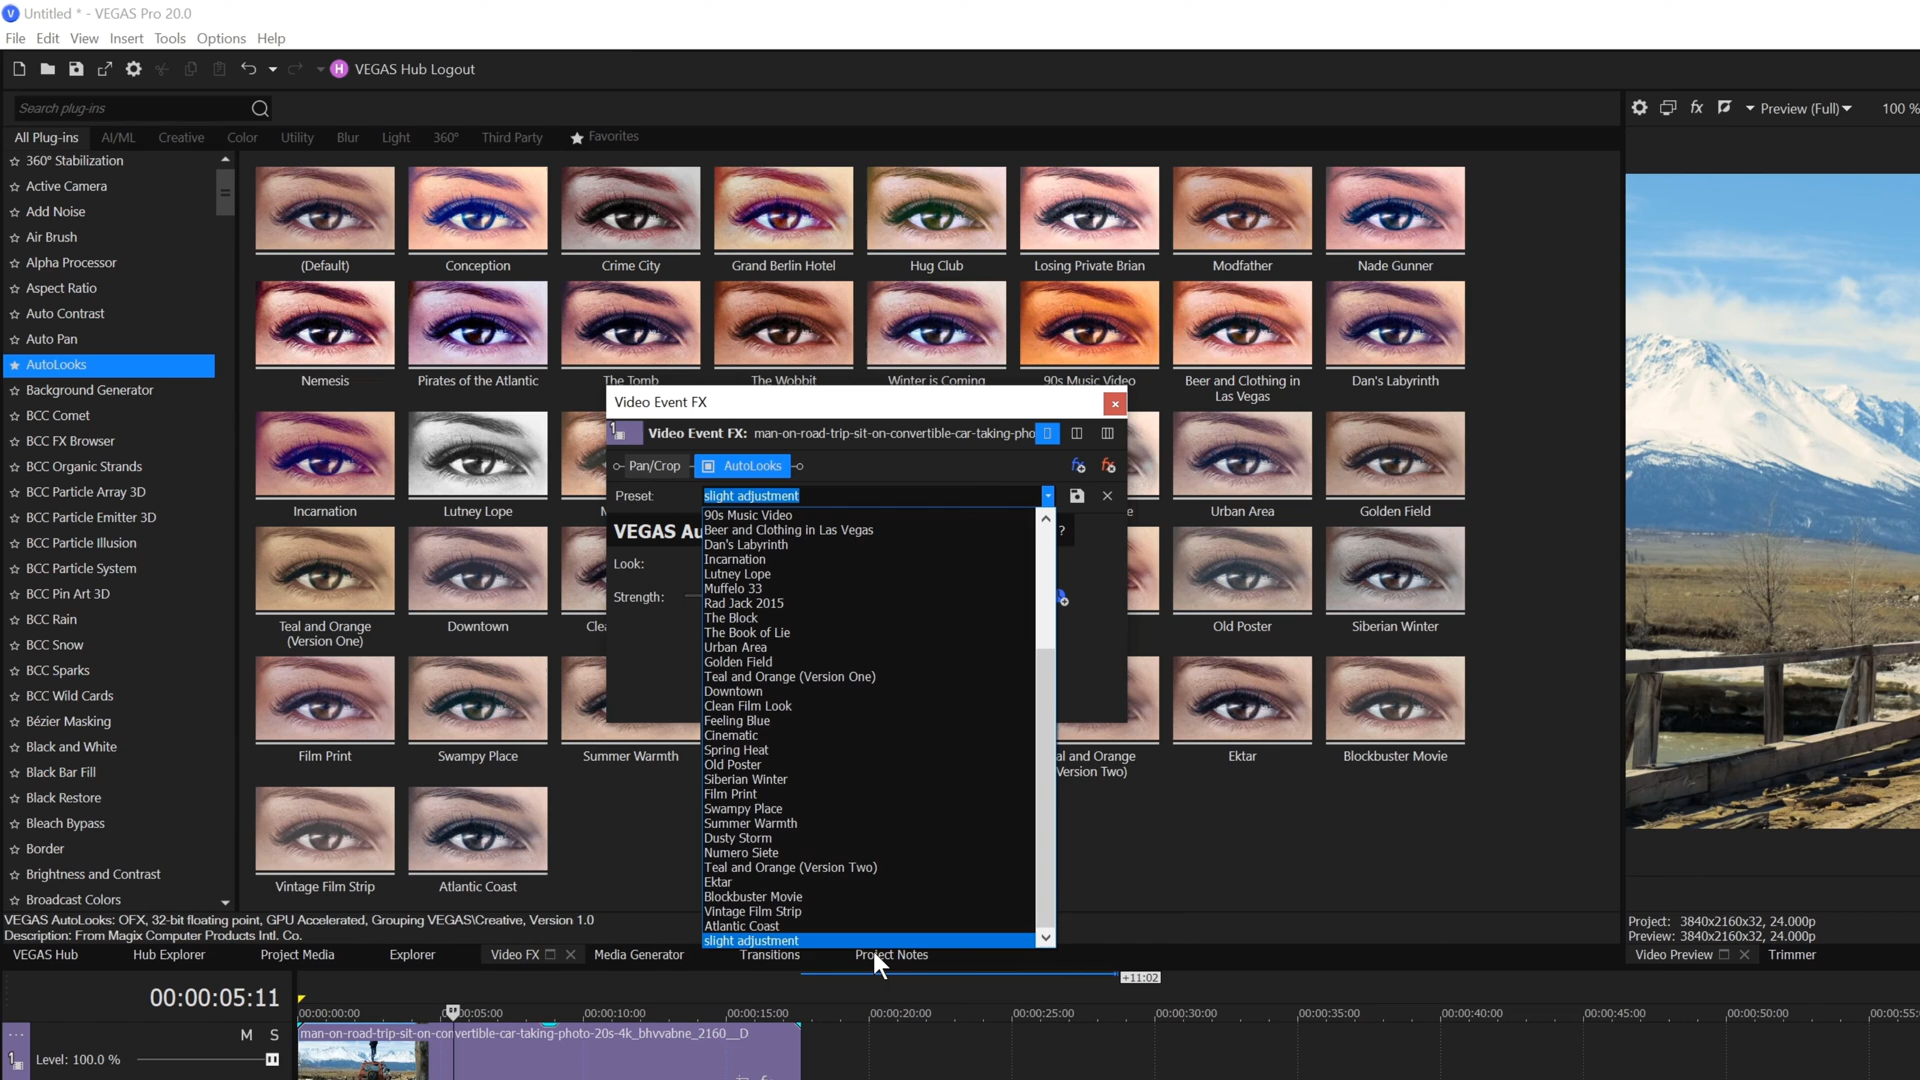 Untitled * - VEGAS Pro 20.0
File Edit View Insert Tools Options Help
VEGAS Hub Logout
Search plug-ins
Preview (Full) 100 %
All Plug-ins AI/ML Creative Color Utility Blur Light 360° Third Party Favorites
360° Stabilization
Active Camera
Add Noise
Air Brush
Alpha Processor
Aspect Ratio
Auto Contrast
Auto Pan
AutoLooks
Background Generator
BCC Comet
BCC FX Browser
BCC Organic Strands
BCC Particle Array 3D
BCC Particle Emitter 3D
BCC Particle Illusion
BCC Particle System
BCC Pin Art 3D
BCC Rain
BCC Snow
BCC Sparks
BCC Wild Cards
Bézier Masking
Black and White
Black Bar Fill
Black Restore
Bleach Bypass
Border
Brightness and Contrast
Broadcast Colors
(Default) Conception Crime City Grand Berlin Hotel Hug Club Losing Private Brian Modfather Nade Gunner
Nemesis Pirates of the Atlantic The Tomb The Wobbit Winter is Coming 90s Music Video Beer and Clothing in Dan's Labyrinth
Las Vegas
Incarnation Lutney Lope Urban Area Golden Field
Teal and Orange Downtown Old Poster Siberian Winter
(Version One)
Film Print Swampy Place Summer Warmth Ektar Blockbuster Movie
Vintage Film Strip Atlantic Coast
Video Event FX
Video Event FX: man-on-road-trip-sit-on-convertible-car-taking-pho
Pan/Crop AutoLooks
Preset: slight adjustment
VEGAS Au ?
Look:
Strength:
90s Music Video
Beer and Clothing in Las Vegas
Dan's Labyrinth
Incarnation
Lutney Lope
Muffelo 33
Rad Jack 2015
The Block
The Book of Lie
Urban Area
Golden Field
Teal and Orange (Version One)
Downtown
Clean Film Look
Feeling Blue
Cinematic
Spring Heat
Old Poster
Siberian Winter
Film Print
Swampy Place
Summer Warmth
Dusty Storm
Numero Siete
Teal and Orange (Version Two)
Ektar
Blockbuster Movie
Vintage Film Strip
Atlantic Coast
slight adjustment
VEGAS AutoLooks: OFX, 32-bit floating point, GPU Accelerated, Grouping VEGAS\Creative, Version 1.0
Description: From Magix Computer Products Intl. Co.
Project: 3840x2160x32, 24.000p
Preview: 3840x2160x32, 24.000p
VEGAS Hub Hub Explorer Project Media Explorer Video FX Media Generator Transitions Project Notes Video Preview Trimmer
+11:02
00:00:05:11
00:00:00:00 00:00:10:00 00:00:15:00 00:00:20:00 00:00:25:00 00:00:30:00 00:00:35:00 00:00:40:00 00:00:45:00 00:00:50:00
M S
man-on-road-trip-sit-on-convertible-car-taking-photo-20s-4k_bhvvabne_2160__D
1 Level: 100.0 %